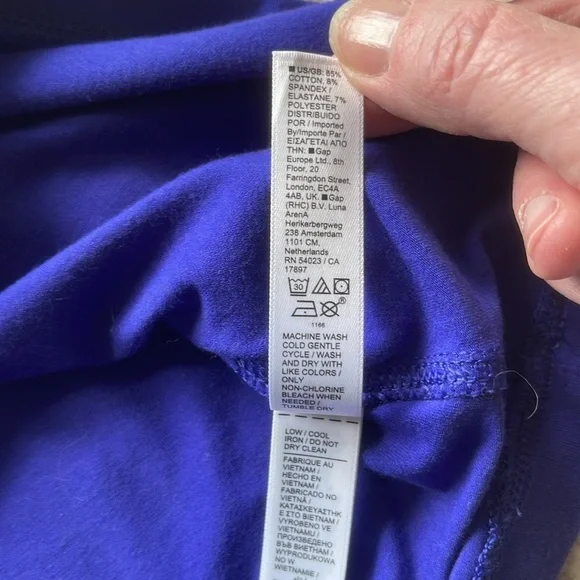 ■ US/GB: 85%
COTTON, 8%
SPANDEX /
ELASTANE, 7%
POLYESTER
DISTRIBUIDO
POR / Imported
By/Importe Par /
ΕΙΣΑΓΕΤΑΙ ΑΠΟ
ΤΗΝ: ■Gap
Europe Ltd., 8th
Floor, 20
Farringdon Street,
London, EC4A
4AB, UK. ■Gap
(RHC) B.V. Luna
ArenA
Herikerbergweg
238 Amsterdam
1101 CM,
Netherlands
RN 54023 / CA
17897
30
®
1166
MACHINE WASH
COLD GENTLE
CYCLE / WASH
AND DRY WITH
LIKE COLORS /
ONLY
NON-CHLORINE
BLEACH WHEN
NEEDED /
TUMBLE DRY
LOW / COOL
IRON / DO NOT
DRY CLEAN
FABRIQUÉ AU
VIETNAM /
HECHO EN
VIETNAM /
FABRICADO NO
VIETNÃ /
ΚΑΤΑΣΚΕΥΑΣΤΗΚ
Ε ΣΤΟ ΒΙΕΤΝΑΜ /
VYROBENO VE
VIETNAMU /
ПРОИЗВЕДЕНО
ВЪВ ВИЕТНАМ /
WYPRODUKOWA
NO W
WIETNAMIE /